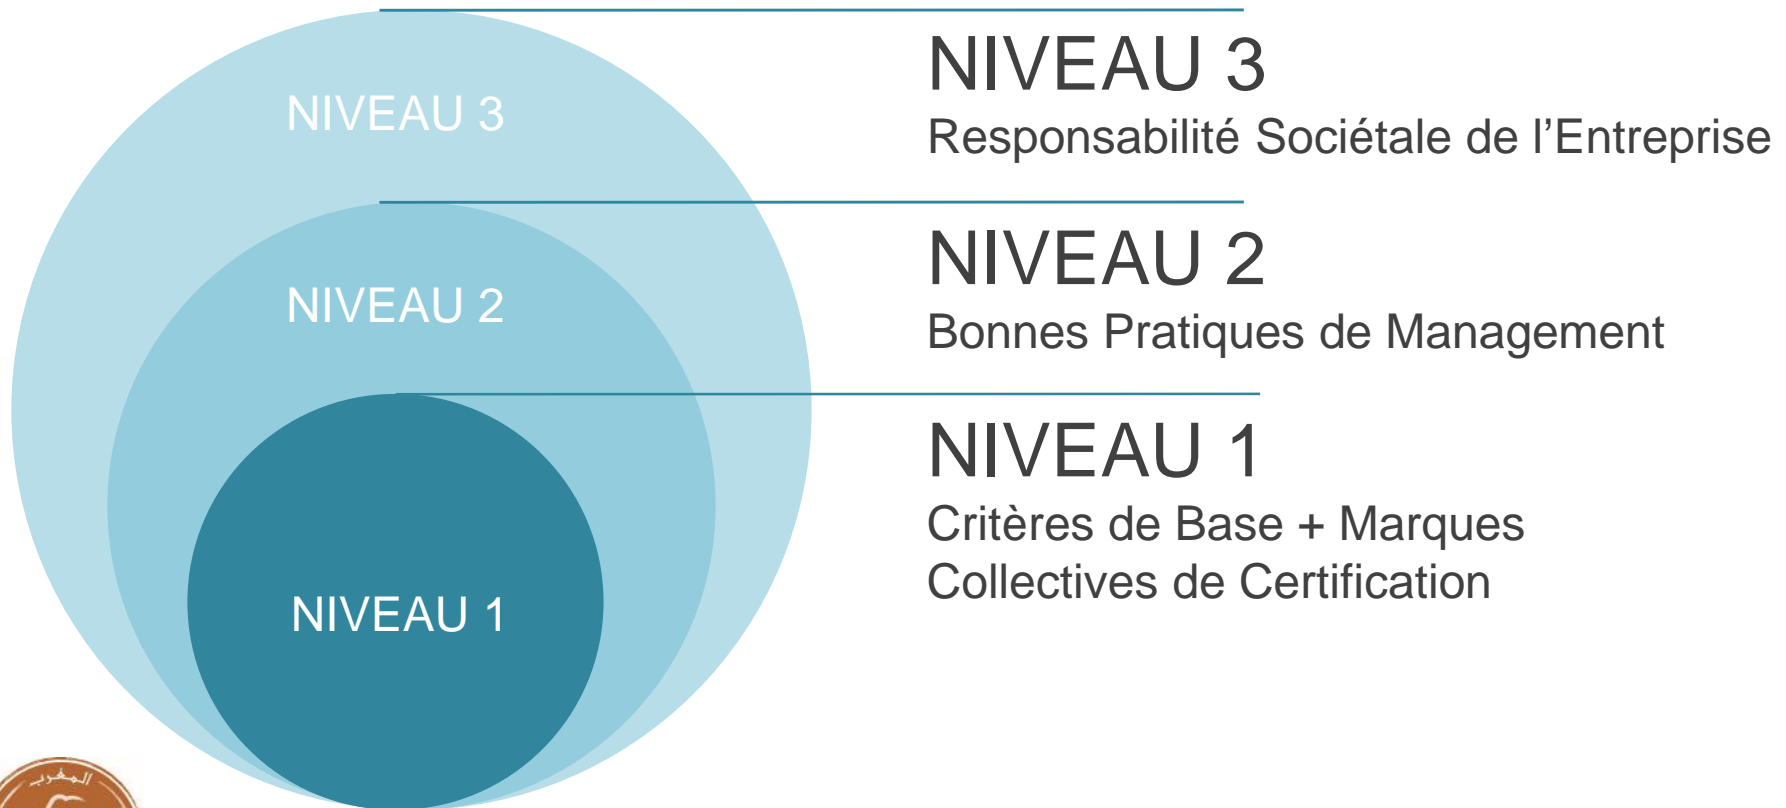 NIVEAU 3
NIVEAU 3
Responsabilité Sociétale de l’Entreprise
NIVEAU 2
NIVEAU 2
Bonnes Pratiques de Management
NIVEAU 1
Critères de Base + Marques
Collectives de Certification
NIVEAU 1
المغرب